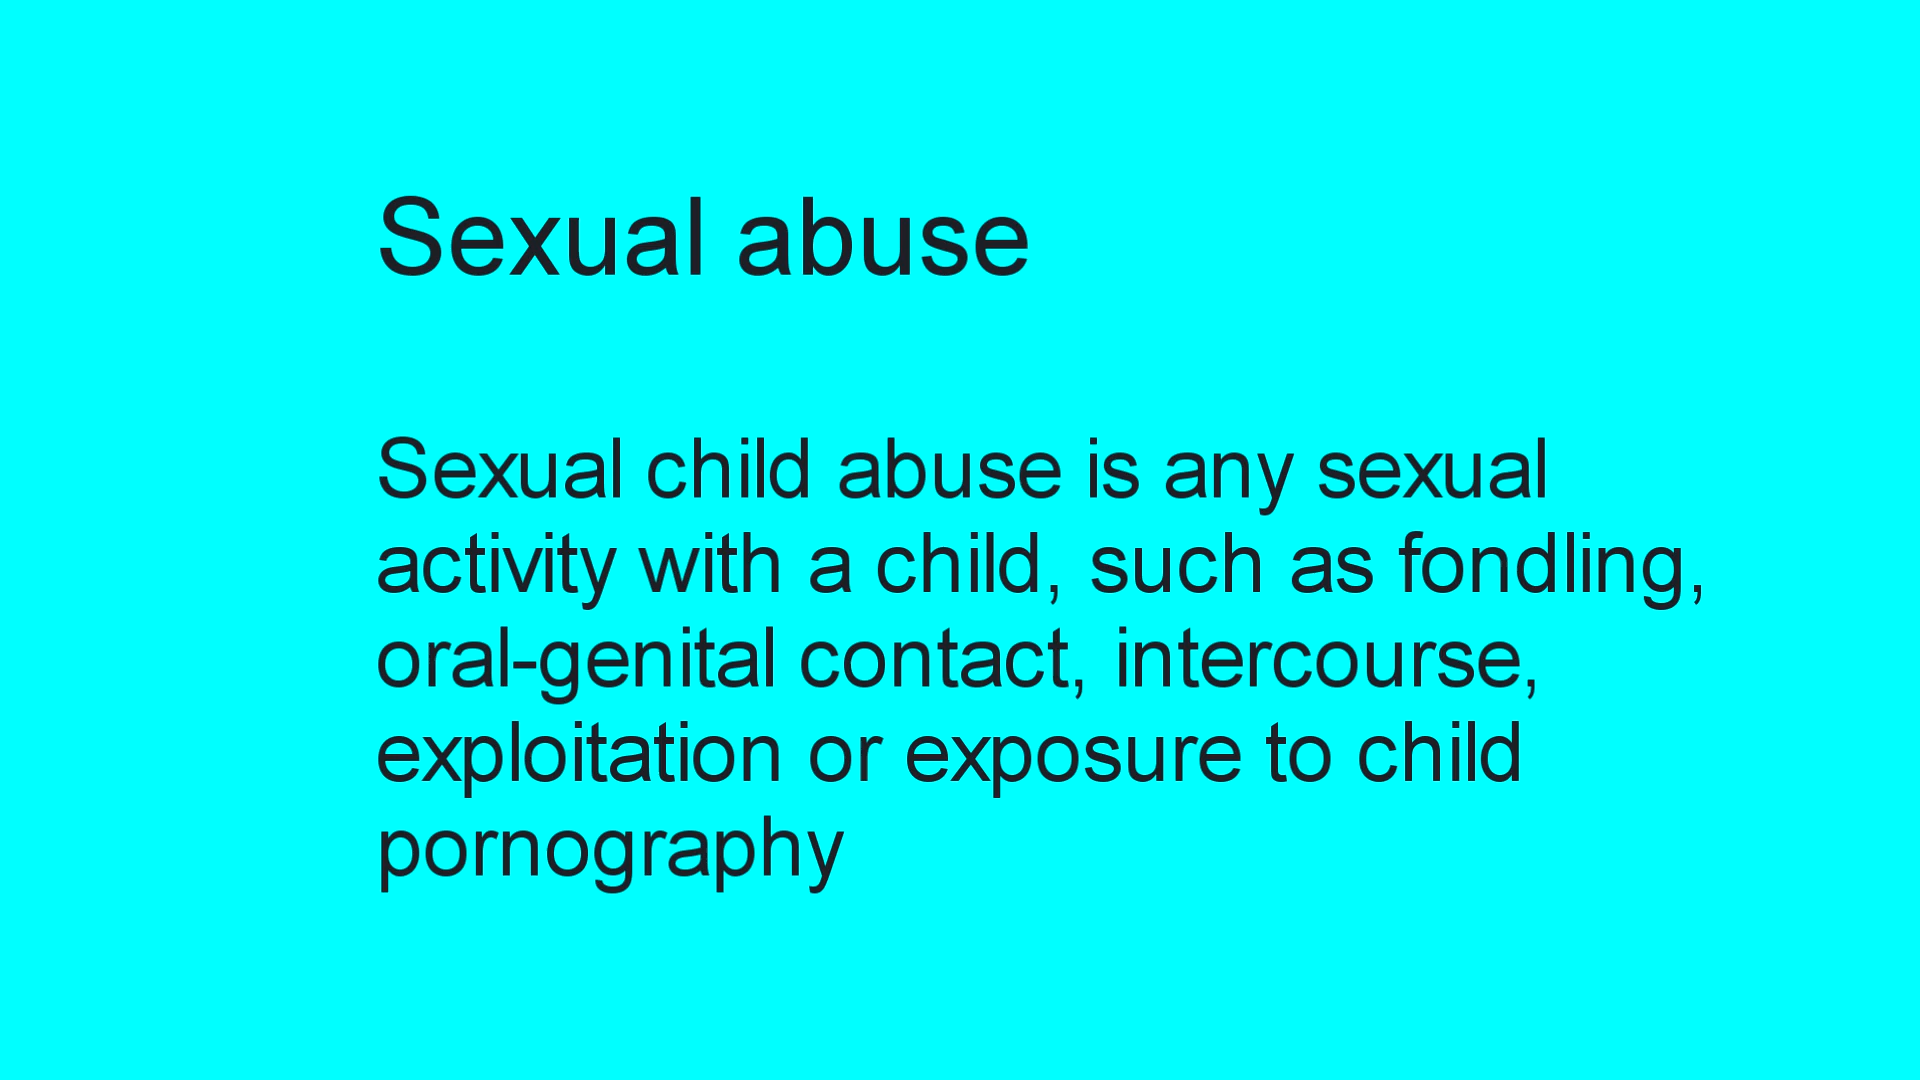 Sexual abuse
Sexual child abuse is any sexual
activity with a child, such as fondling,
oral-genital contact, intercourse,
exploitation or exposure to child
pornography